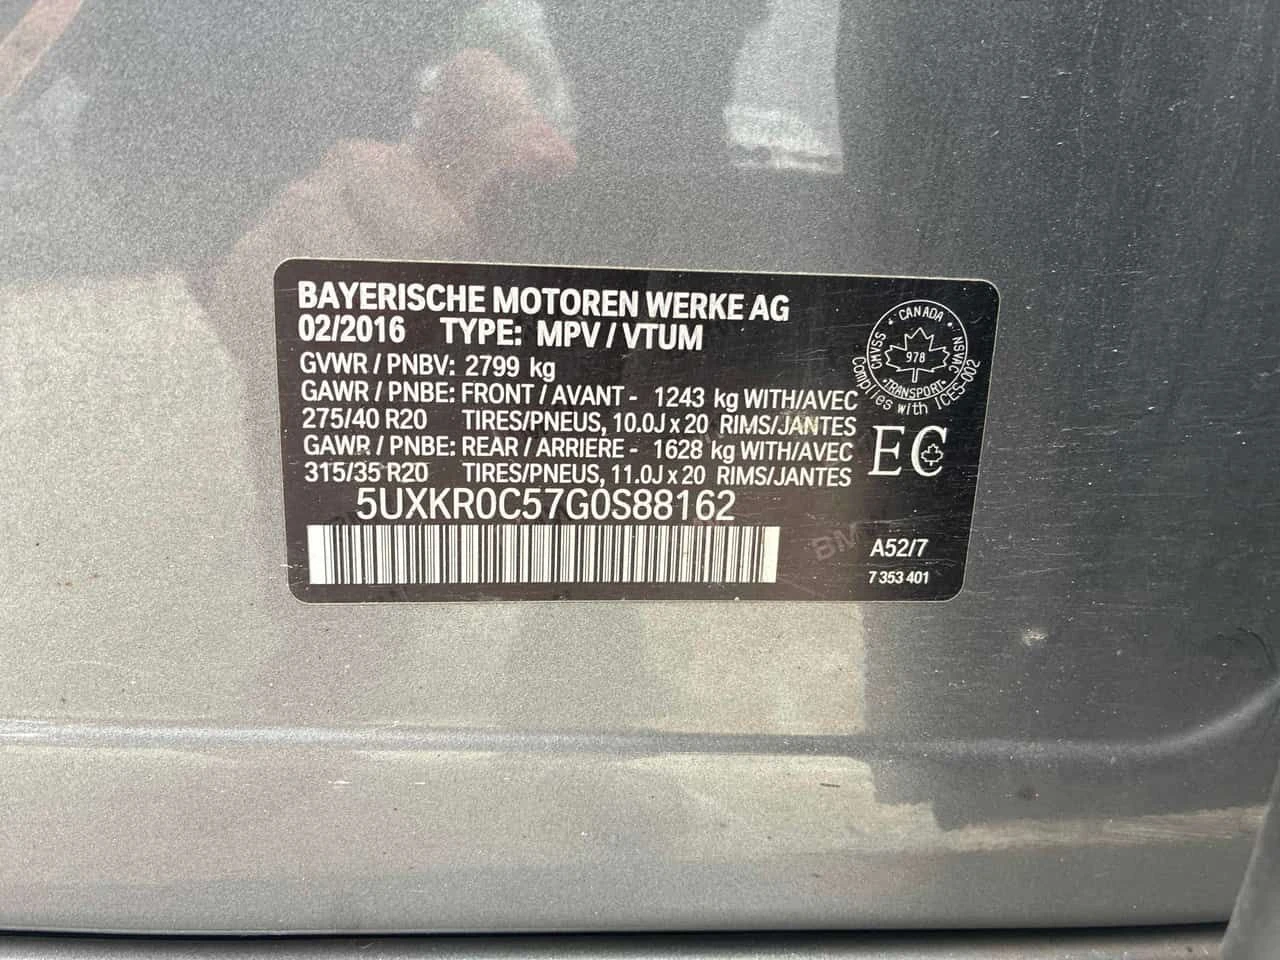 BAYERISCHE MOTOREN WERKE AG
02/2016 TYPE: MPV / VTUM
GVWR / PNBV: 2799 kg
GAWR / PNBE: FRONT / AVANT - 1243 kg WITH/AVEC
275/40 R20 TIRES/PNEUS, 10.0J x 20 RIMS/JANTES
GAWR / PNBE: REAR / ARRIERE - 1628 kg WITH/AVEC
315/35 R20 TIRES/PNEUS, 11.0J x 20 RIMS/JANTES
5UXKR0C57G0S88162
CANADA
CMVSS
NSVAC
978
TRANSPORT
Complies with ICES-002
EC
BMW
A52/7
7 353 401